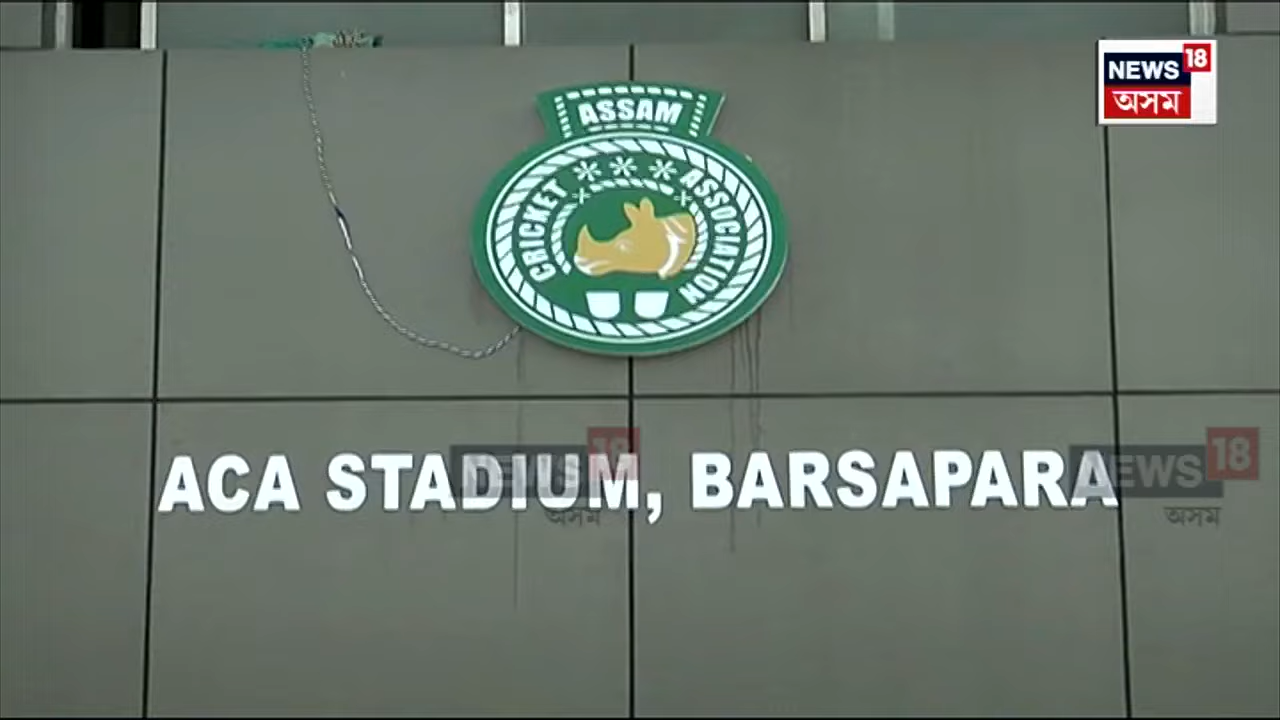 NEWS 18
অসম
ASSAM
CRICKET ASSOCIATION
ACA STADIUM, BARSAPARA
NEWS 18
অসম
NEWS 18
অসম